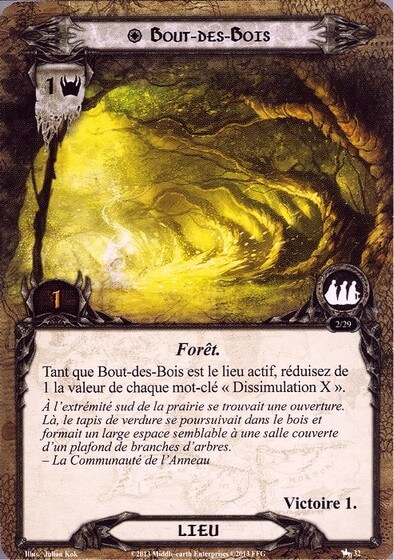 Bout-des-Bois
1
1
2/29
Forêt.
Tant que Bout-des-Bois est le lieu actif, réduisez de
1 la valeur de chaque mot-clé « Dissimulation X ».
À l'extrémité sud de la prairie se trouvait une ouverture.
Là, le tapis de verdure se poursuivait dans le bois et
formait un large espace semblable à une salle couverte
d'un plafond de branches d'arbres.
– La Communauté de l'Anneau
Victoire 1.
LIEU
Illus. Julian Kok ©2013 Middle-earth Enterprises ©2013 FFG 32